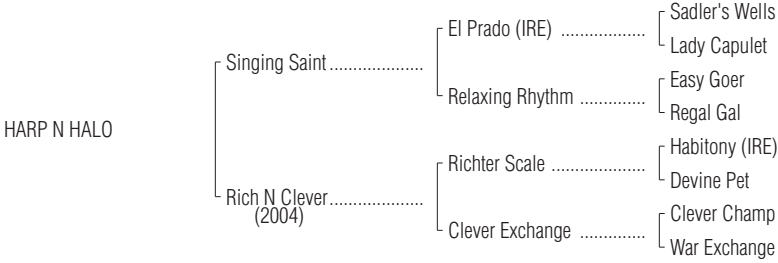 Sadler's Wells
El Prado (IRE) ..................
Lady Capulet
Singing Saint ....................
Easy Goer
Relaxing Rhythm ..............
Regal Gal
HARP N HALO
Habitony (IRE)
Richter Scale ....................
Devine Pet
Rich N Clever ....................
(2004)
Clever Champ
Clever Exchange ..............
War Exchange